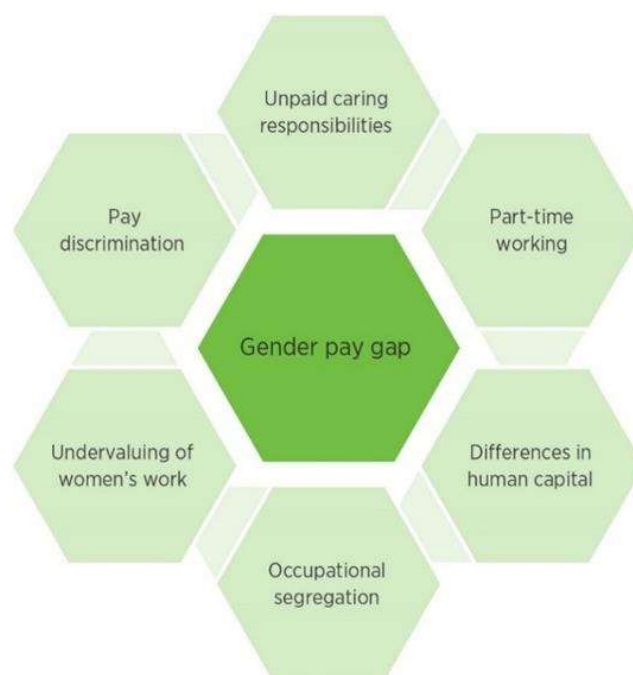 Unpaid caring
responsibilities
Pay
discrimination
Part-time
working
Gender pay gap
Undervaluing of
women's work
Differences in
human capital
Occupational
segregation